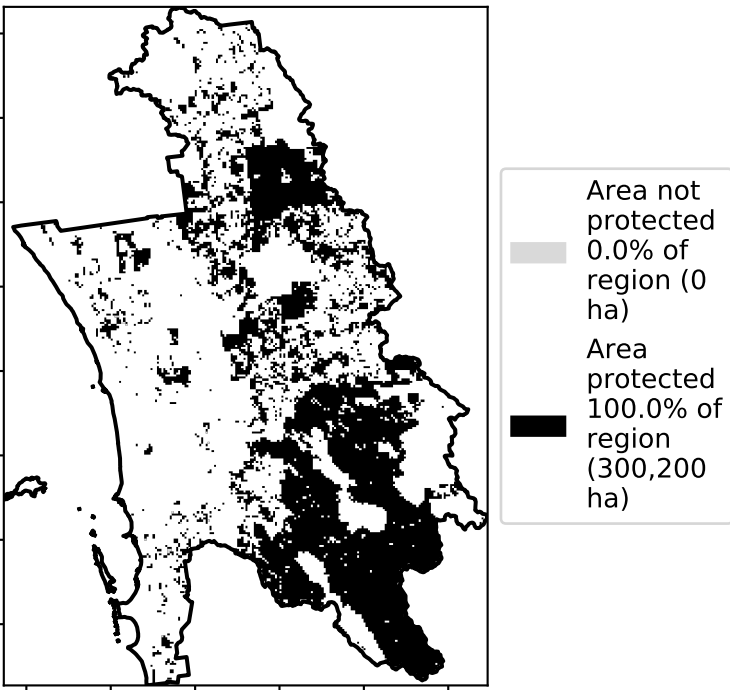 Area not
protected
0.0% of
region (0
ha)
Area
protected
100.0% of
region
(300,200
ha)